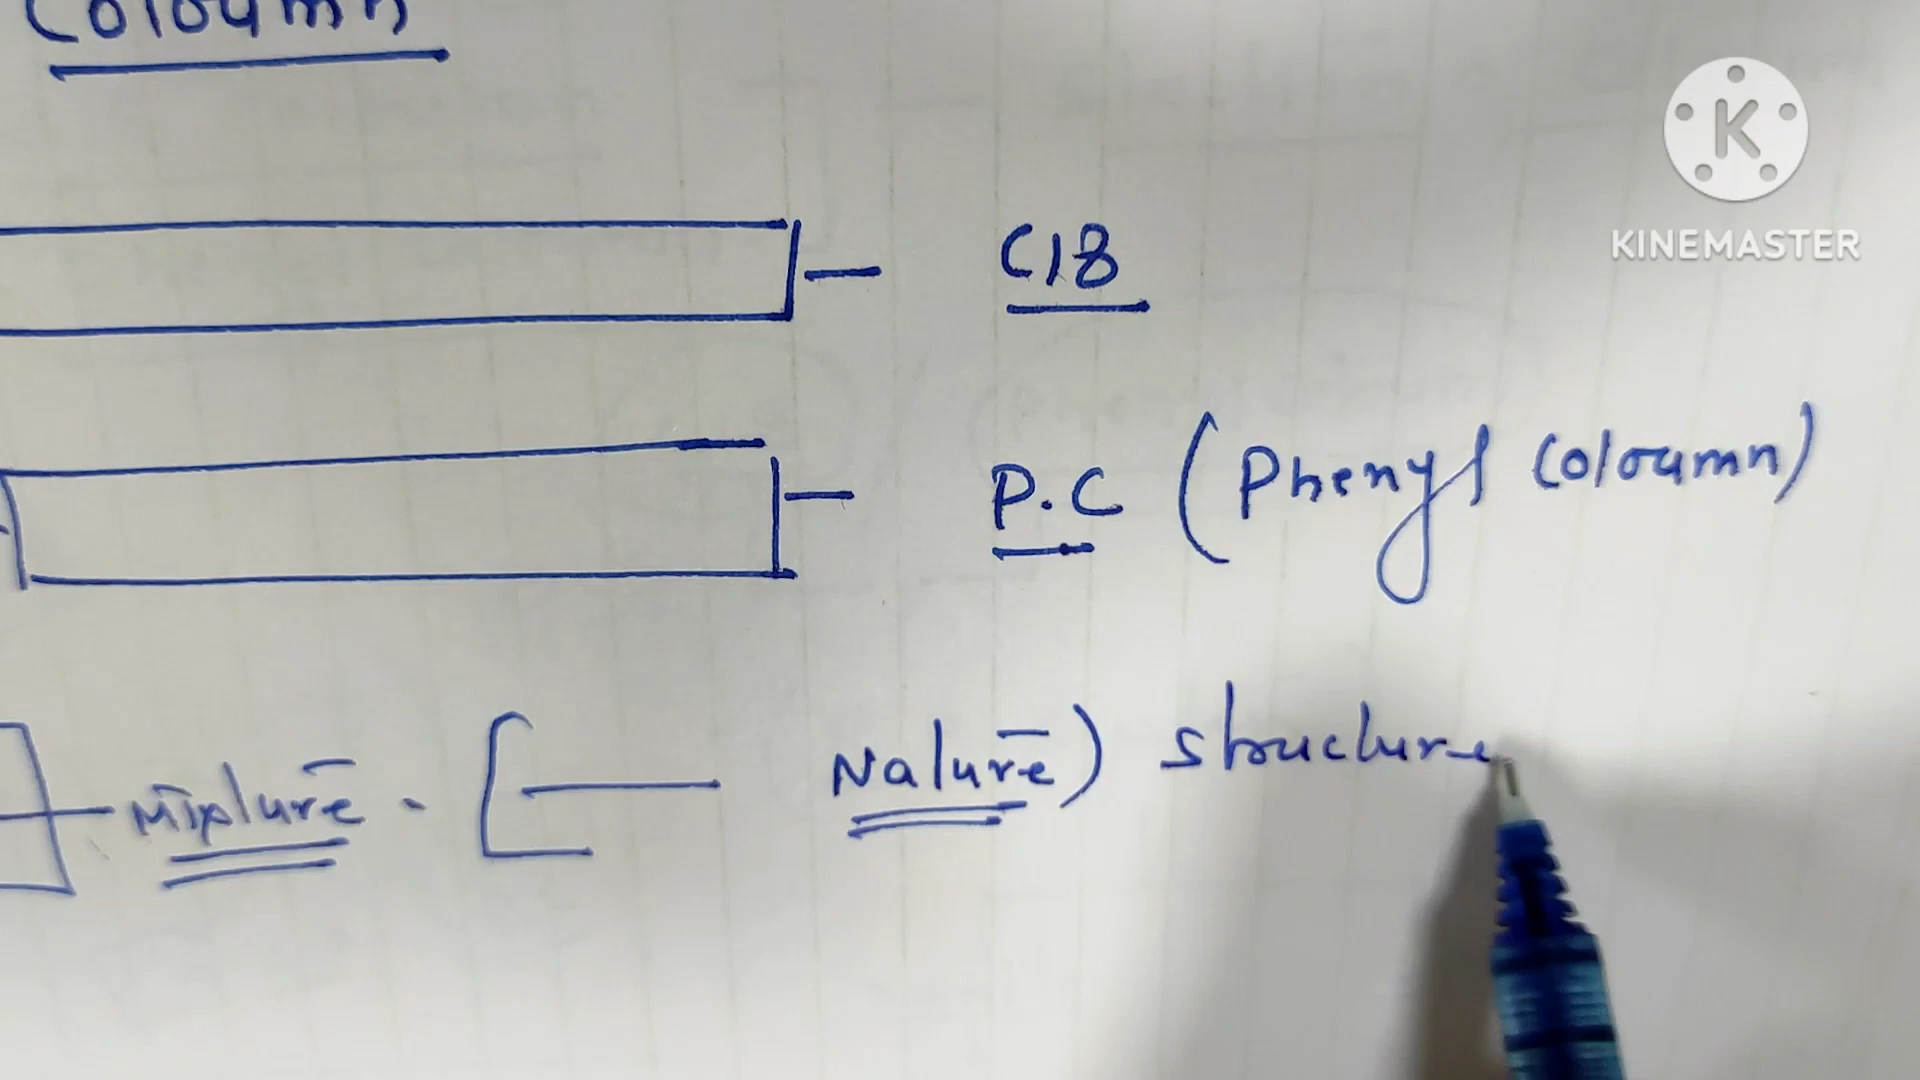 Coloumn
K
KINEMASTER
C18
P.C (Phenyl Coloumn)
Mixture - [ — Nature) structure